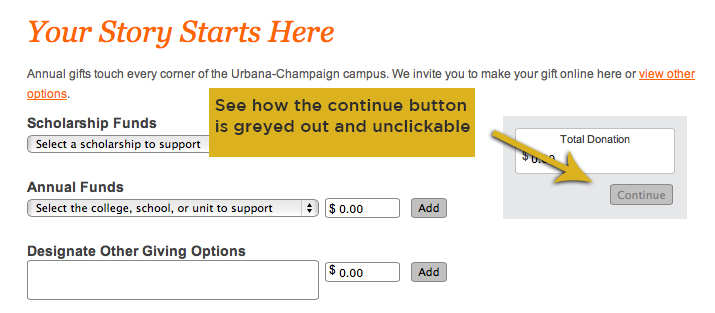 Your Story Starts Here
Annual gifts touch every corner of the Urbana-Champaign campus. We invite you to make your gift online here or view other
options.
See how the continue button
is greyed out and unclickable
Scholarship Funds
Select a scholarship to support
Total Donation
$ 0.00
Continue
Annual Funds
Select the college, school, or unit to support
$ 0.00
Add
Designate Other Giving Options
$ 0.00
Add